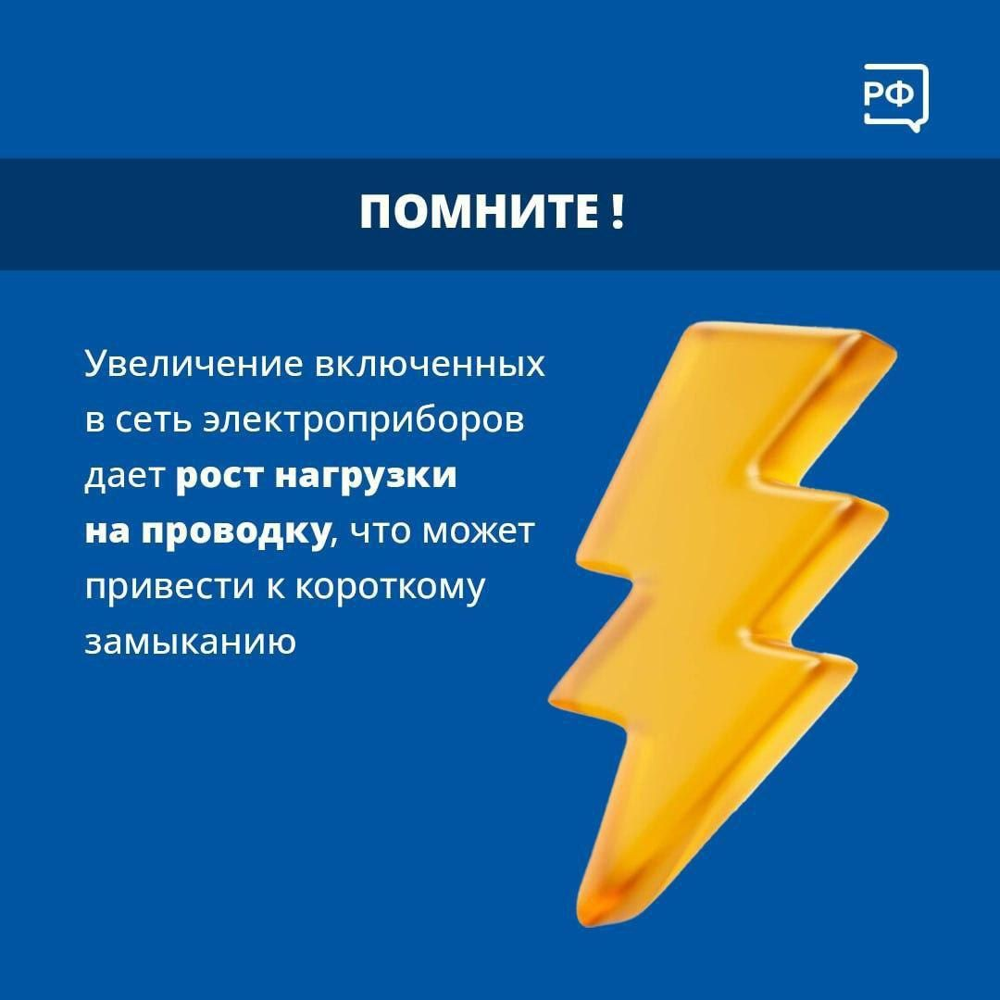 РФ
ПОМНИТЕ !
Увеличение включенных
в сеть электроприборов
дает рост нагрузки
на проводку, что может
привести к короткому
замыканию